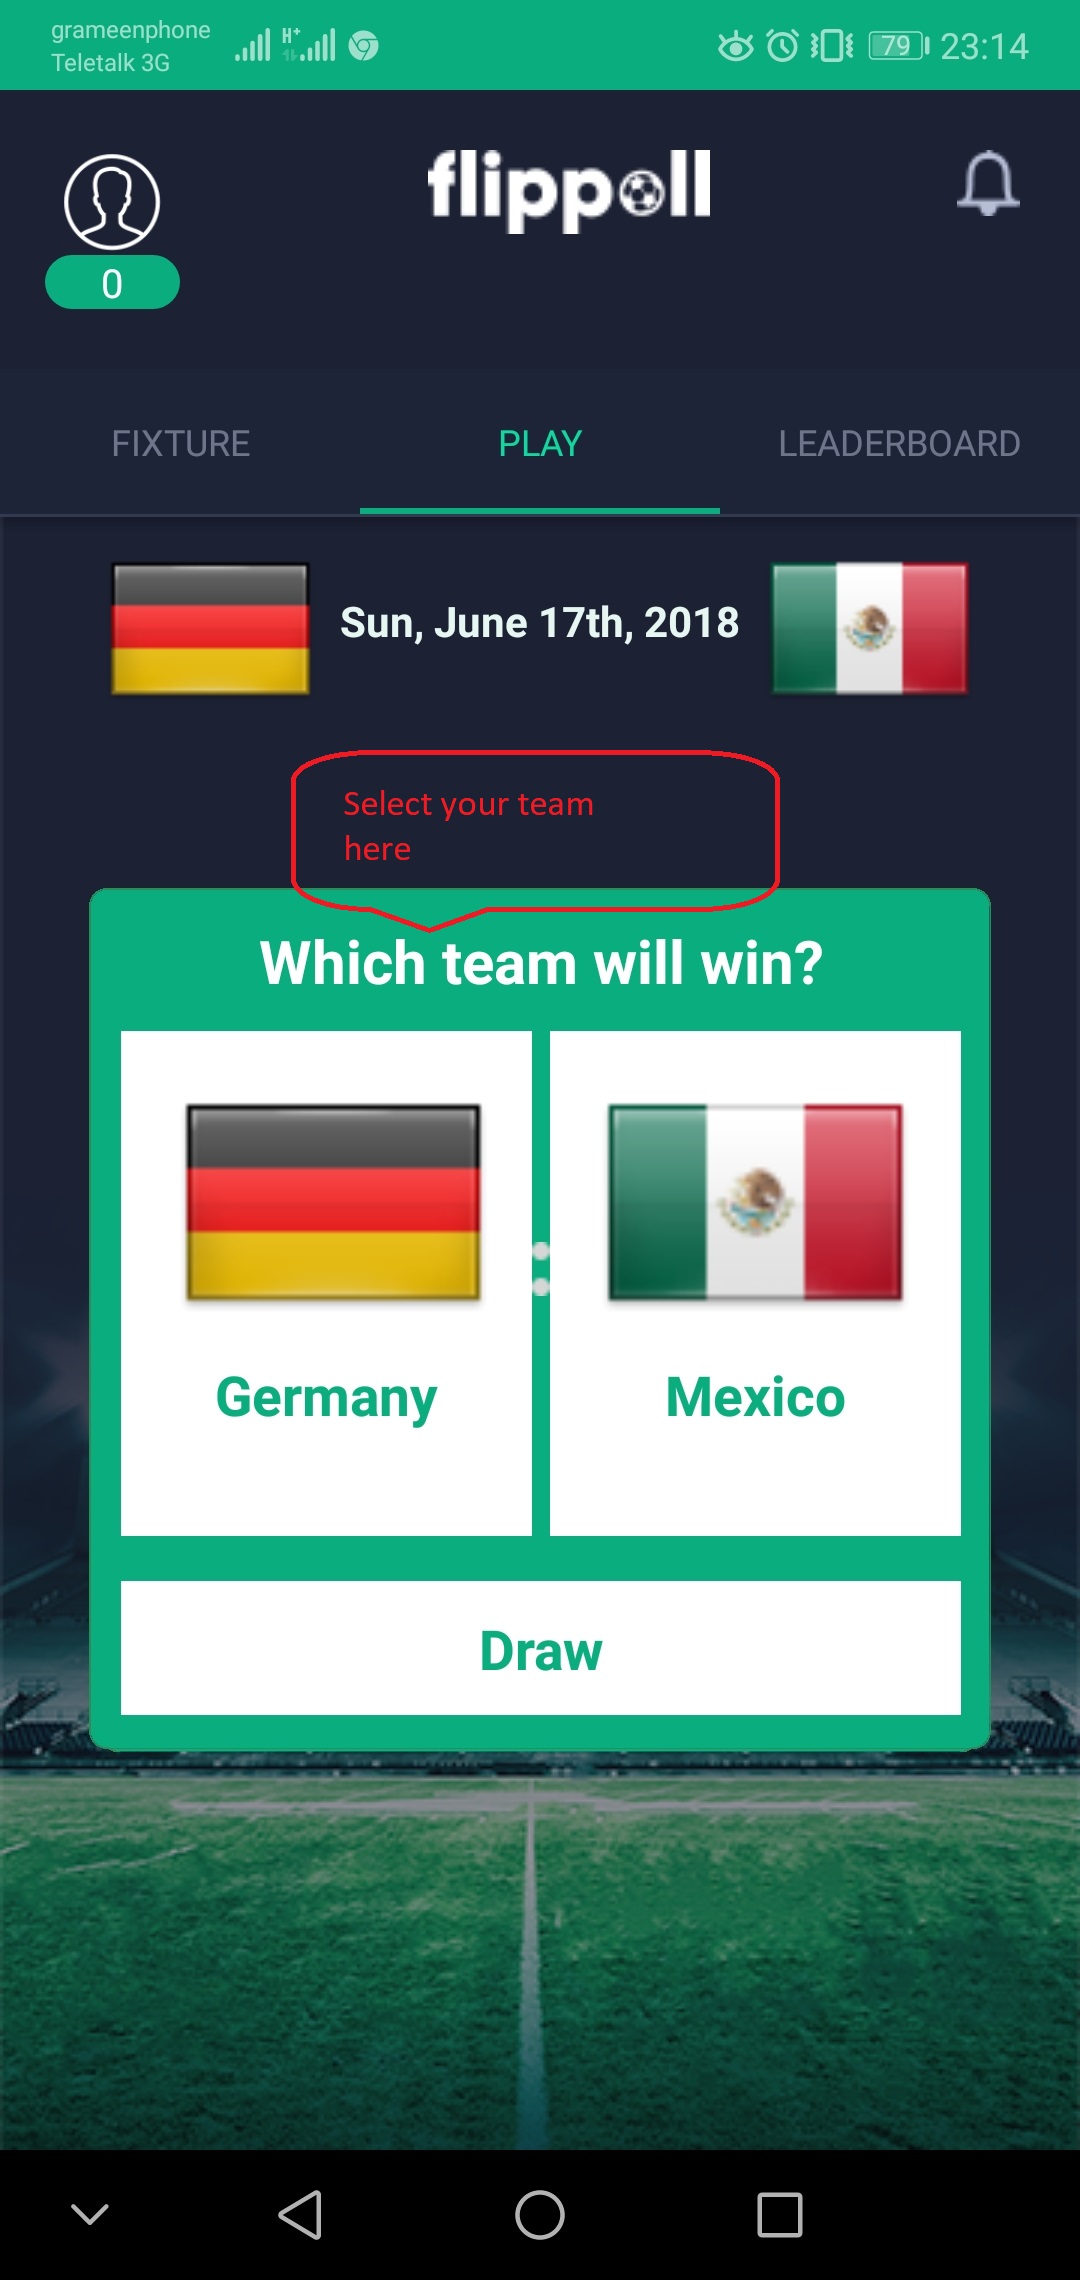 grameenphone
Teletalk 3G
H+
79
23:14
flippoll
0
FIXTURE
PLAY
LEADERBOARD
Sun, June 17th, 2018
Select your team
here
Which team will win?
Germany
:
Mexico
Draw